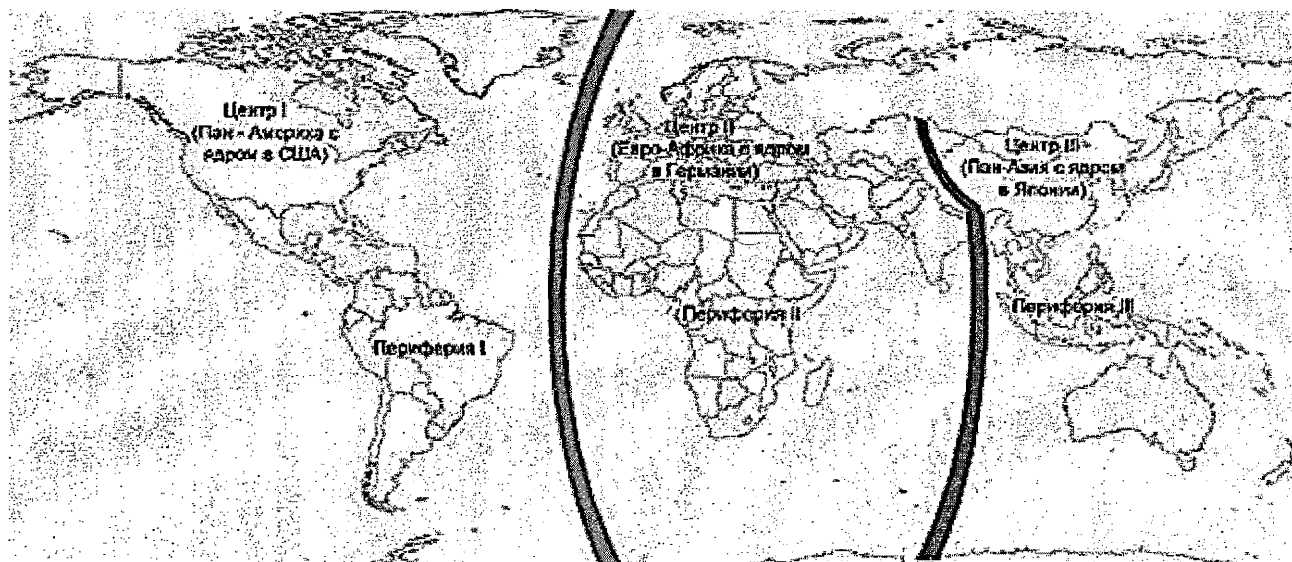 Центр I
(Пан - Америка с
ядром в США)
Центр II
(Евро-Африка с ядром
в Германии)
Центр III
(Пан-Азия с ядром
в Японии)
Периферия I
Периферия II
Периферия III